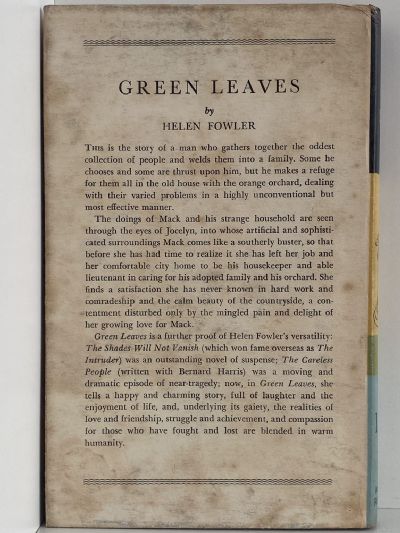 GREEN LEAVES
by
HELEN FOWLER
THIS is the story of a man who gathers together the oddest
collection of people and welds them into a family. Some he
chooses and some are thrust upon him, but he makes a refuge
for them all in the old house with the orange orchard, dealing
with their varied problems in a highly unconventional but
most effective manner.
The doings of Mack and his strange household are seen
through the eyes of Jocelyn, into whose artificial and sophisti-
cated surroundings Mack comes like a southerly buster, so that
before she has had time to realize it she has left her job and
her comfortable city home to be his housekeeper and able
lieutenant in caring for his adopted family and his orchard. She
finds a satisfaction she has never known in hard work and
comradeship and the calm beauty of the countryside, a con-
tentment disturbed only by the mingled pain and delight of
her growing love for Mack.
Green Leaves is a further proof of Helen Fowler's versatility:
The Shades Will Not Vanish (which won fame overseas as The
Intruder) was an outstanding novel of suspense; The Careless
People (written with Bernard Harris) was a moving and
dramatic episode of near-tragedy; now, in Green Leaves, she
tells a happy and charming story, full of laughter and the
enjoyment of life, and, underlying its gaiety, the realities of
love and friendship, struggle and achievement, and compassion
for those who have fought and lost are blended in warm
humanity.